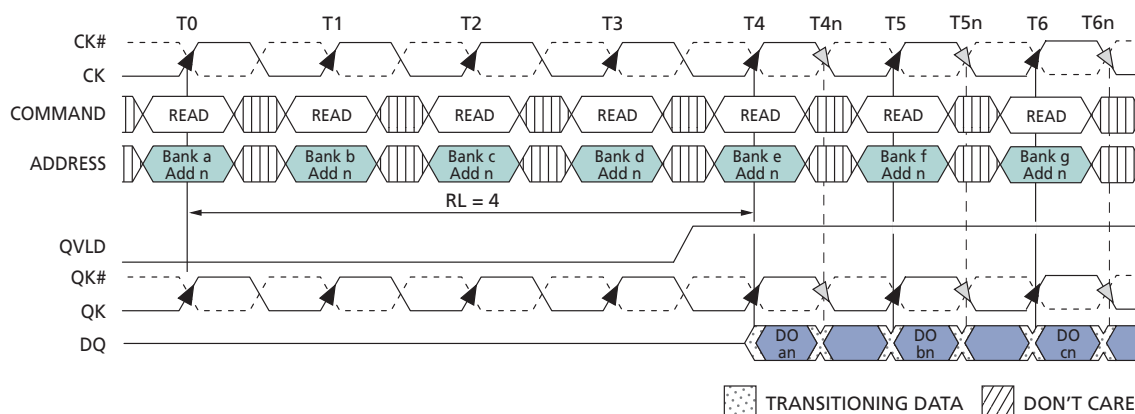 T0 T1 T2 T3 T4 T4n T5 T5n T6 T6n
CK#
CK
COMMAND READ READ READ READ READ READ READ
ADDRESS Bank a Bank b Bank c Bank d Bank e Bank f Bank g
Add n Add n Add n Add n Add n Add n Add n
RL = 4
QVLD
QK#
QK
DQ DO DO DO
an bn cn
TRANSITIONING DATA DON'T CARE